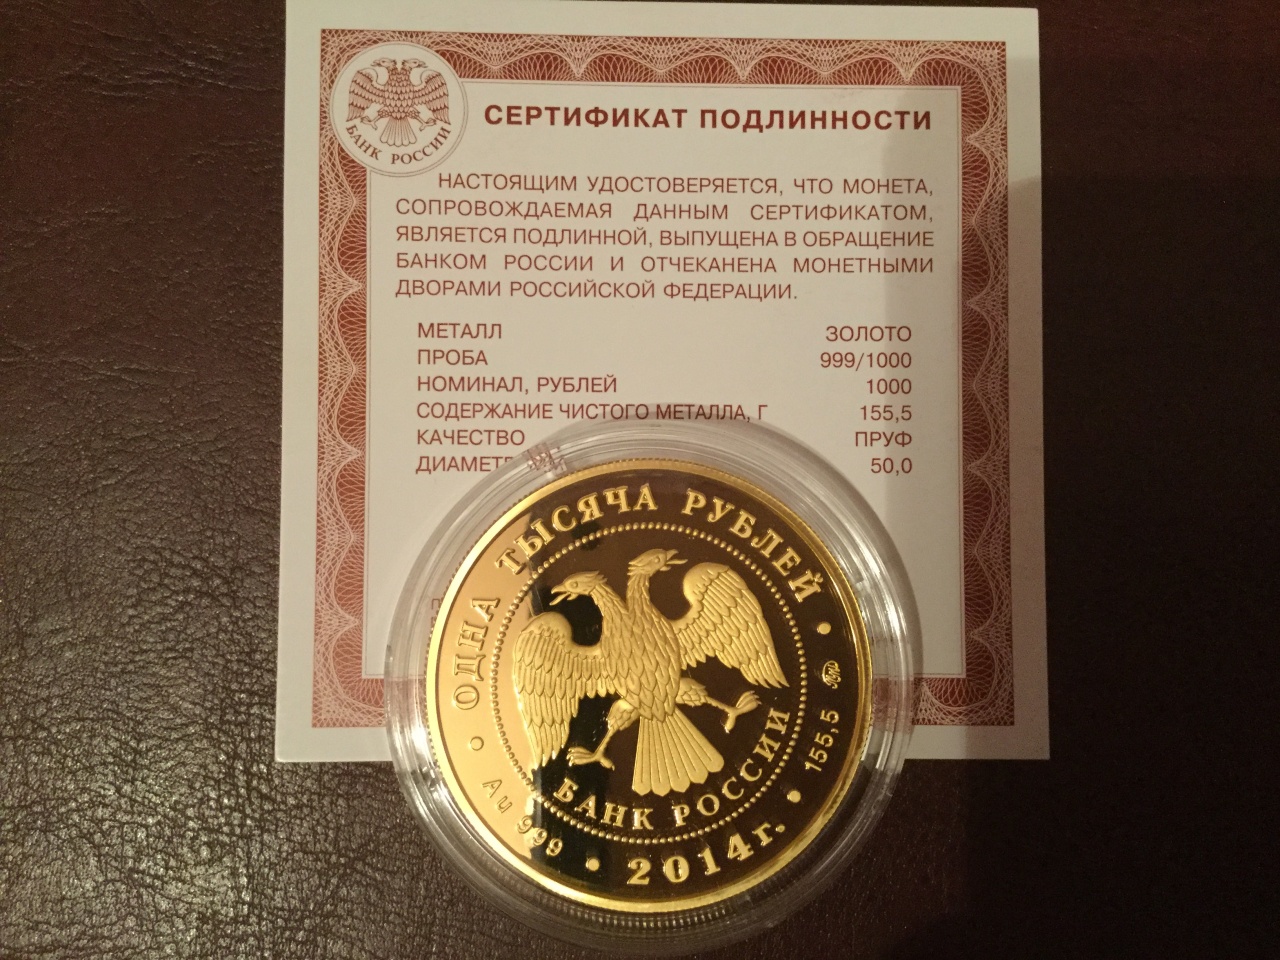 БАНК РОССИИ
СЕРТИФИКАТ ПОДЛИННОСТИ
НАСТОЯЩИМ УДОСТОВЕРЯЕТСЯ, ЧТО МОНЕТА,
СОПРОВОЖДАЕМАЯ ДАННЫМ СЕРТИФИКАТОМ,
ЯВЛЯЕТСЯ ПОДЛИННОЙ, ВЫПУЩЕНА В ОБРАЩЕНИЕ
БАНКОМ РОССИИ И ОТЧЕКАНЕНА МОНЕТНЫМИ
ДВОРАМИ РОССИЙСКОЙ ФЕДЕРАЦИИ.
МЕТАЛЛ ЗОЛОТО
ПРОБА 999/1000
НОМИНАЛ, РУБЛЕЙ 1000
СОДЕРЖАНИЕ ЧИСТОГО МЕТАЛЛА, Г 155,5
КАЧЕСТВО ПРУФ
ДИАМЕТР 50,0
ОДНА ТЫСЯЧА РУБЛЕЙ
БАНК РОССИИ
Au 999 • 2014 г. • 155,5